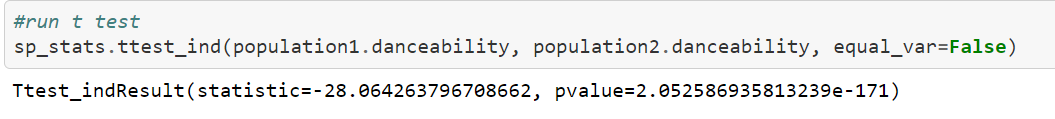 #run t test
sp_stats.ttest_ind(population1.danceability, population2.danceability, equal_var=False)
Ttest_indResult(statistic=-28.064263796708662, pvalue=2.052586935813239e-171)